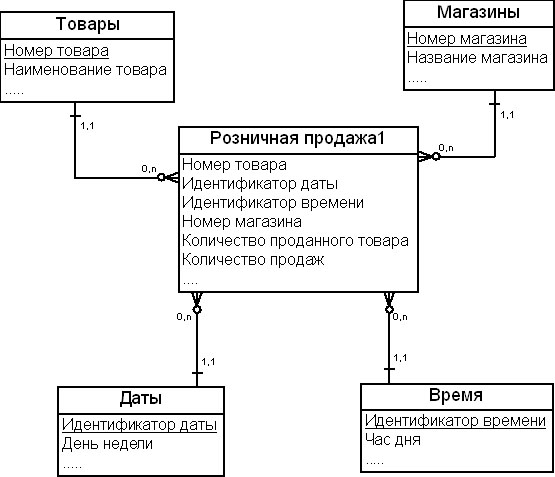 Товары
Номер товара
Наименование товара
.....
Магазины
Номер магазина
Название магазина
.....
1,1
1,1
0,n
0,n
Розничная продажа1
Номер товара
Идентификатор даты
Идентификатор времени
Номер магазина
Количество проданного товара
Количество продаж
....
0,n
0,n
1,1
1,1
Даты
Идентификатор даты
День недели
.....
Время
Идентификатор времени
Час дня
.....